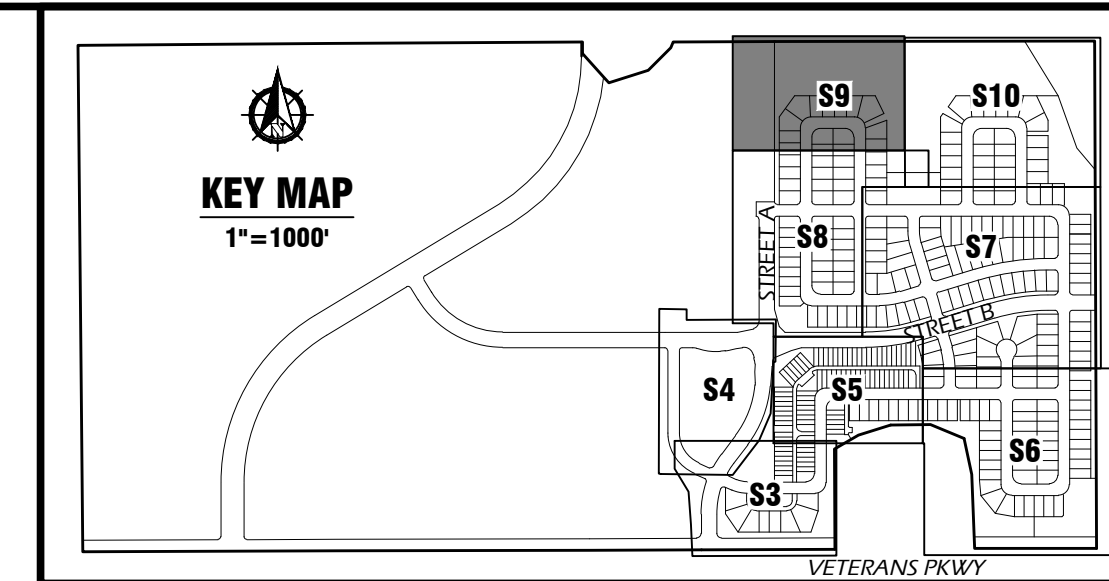 N
KEY MAP
1"=1000'
S9
S10
STREET A
S8
S7
STREET B
S4
S5
S6
S3
VETERANS PKWY